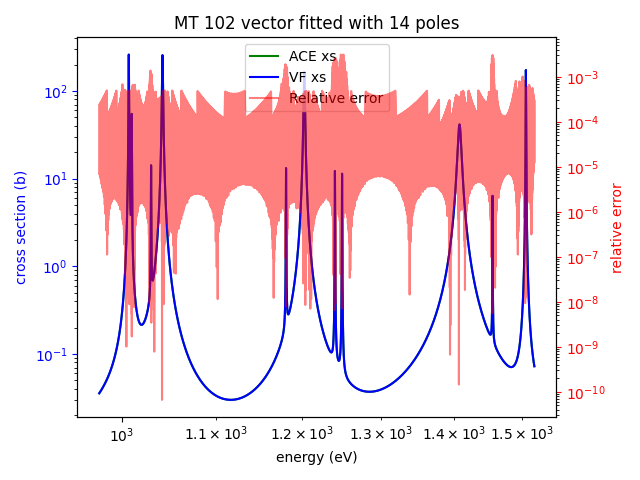 MT 102 vector fitted with 14 poles
ACE xs
VF xs
Relative error
cross section (b)
10²
10¹
10⁰
10⁻¹
10⁻³
10⁻⁴
10⁻⁵
10⁻⁶
10⁻⁷
10⁻⁸
10⁻⁹
10⁻¹⁰
relative error
10³ 1.1 × 10³ 1.2 × 10³ 1.3 × 10³ 1.4 × 10³ 1.5 × 10³
energy (eV)